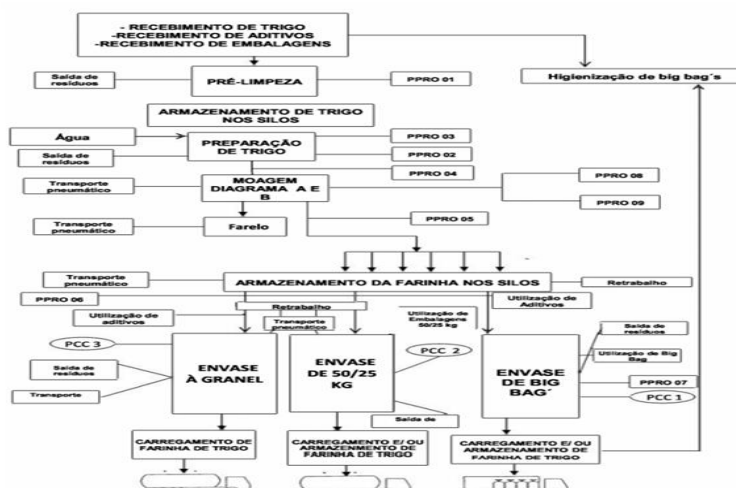 - RECEBIMENTO DE TRIGO
-RECEBIMENTO DE ADITIVOS
-RECEBIMENTO DE EMBALAGENS
Saída de
resíduos
PRÉ-LIMPEZA
PPRO 01
Higienização de big bag´s
ARMAZENAMENTO DE TRIGO
NOS SILOS
Água
PREPARAÇÃO
DE TRIGO
PPRO 03
Saída de
resíduos
PPRO 02
PPRO 04
Transporte
pneumático
MOAGEM
DIAGRAMA A E
B
PPRO 08
PPRO 09
Transporte
pneumático
Farelo
PPRO 05
Transporte
pneumático
ARMAZENAMENTO DA FARINHA NOS SILOS
Retrabalho
PPRO 06
Retrabalho
Utilização de
Aditivos
Utilização de
aditivos
Transporte
pneumático
Utilização de
Embalagens
50/25 kg
Saída de
resíduos
PCC 3
ENVASE
À GRANEL
ENVASE
DE 50/25
KG
PCC 2
ENVASE
DE BIG
BAG´
Utilização de Big
Bag
Saída de
resíduos
PPRO 07
PCC 1
Transporte
Saída de
CARREGAMENTO DE
FARINHA DE TRIGO
CARREGAMENTO E/ OU
ARMAZENMENTO DE
FARINHA DE TRIGO
CARREGAMENTO E/ OU
ARMAZENAMENTO DE
FARINHA DE TRIGO